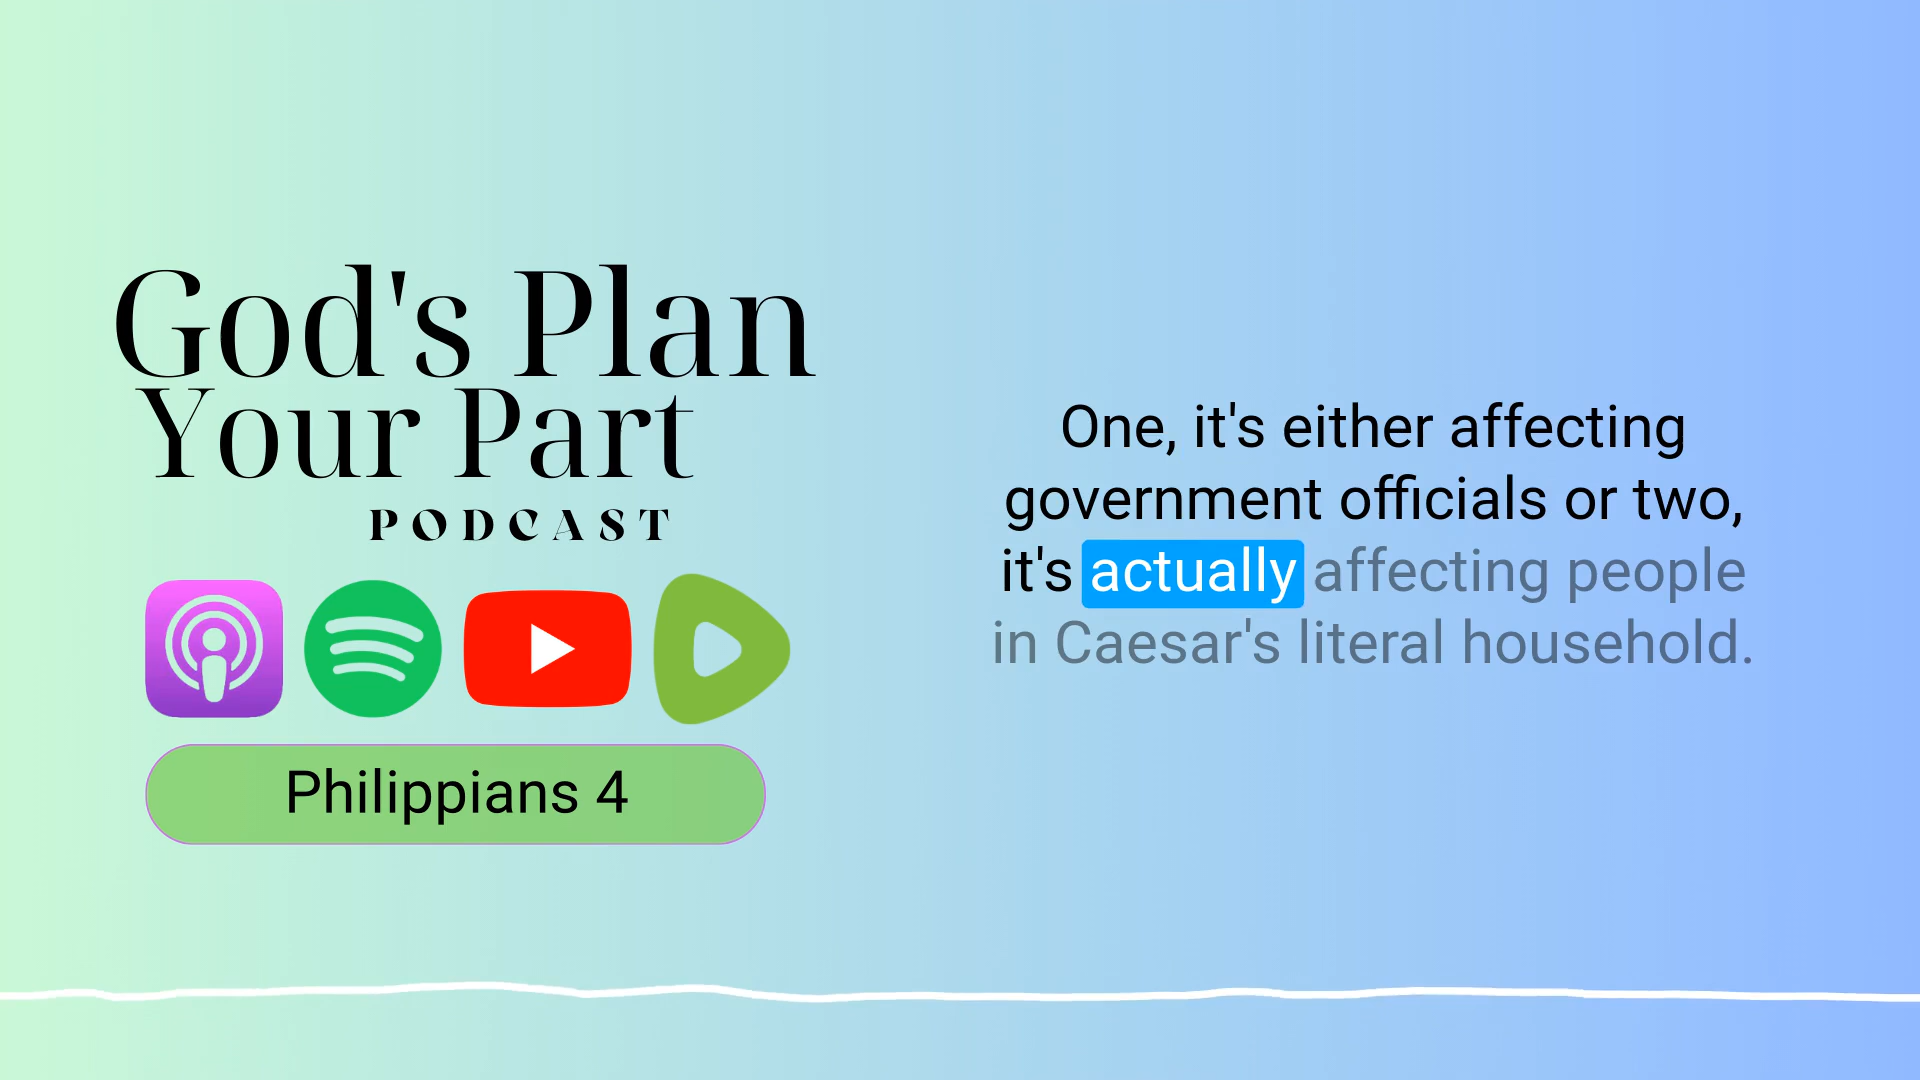 God's Plan
Your Part
PODCAST
Philippians 4
One, it's either affecting
government officials or two,
it's actually affecting people
in Caesar's literal household.